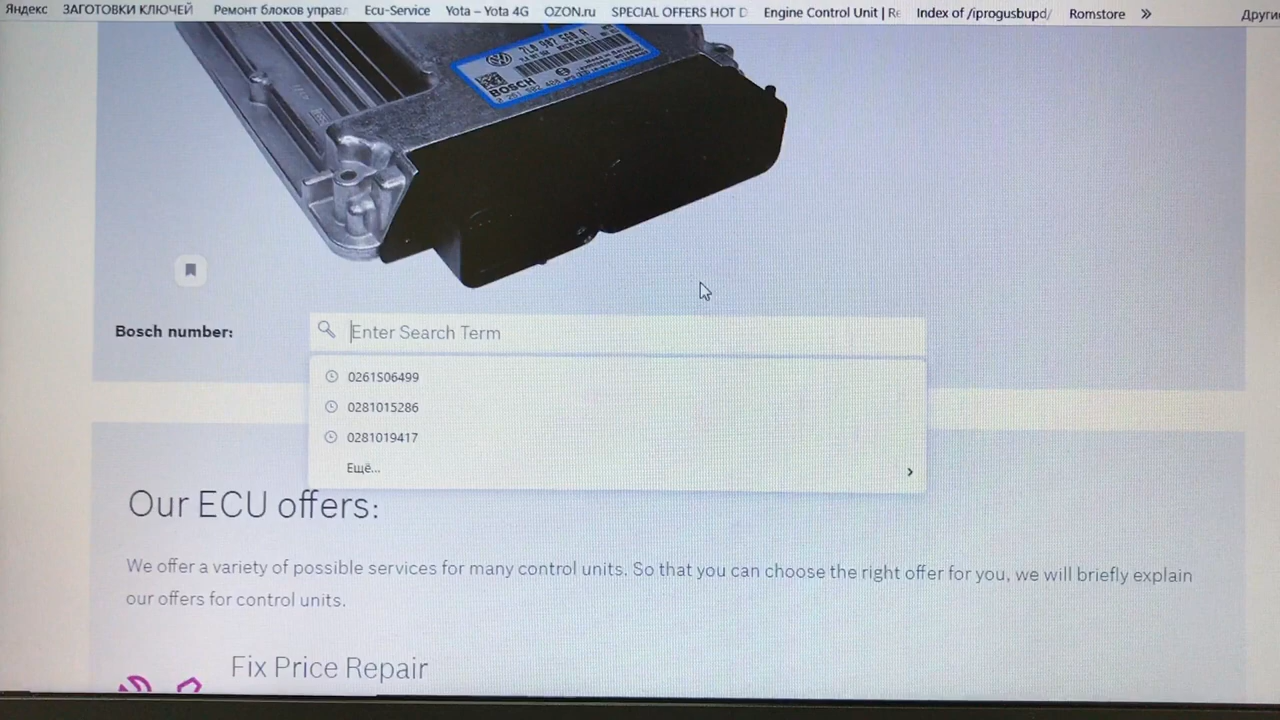 Яндекс ЗАГОТОВКИ КЛЮЧЕЙ Ремонт блоков управл Ecu-Service Yota – Yota 4G OZON.ru SPECIAL OFFERS HOT D Engine Control Unit | Re Index of /iprogusbupd/ Romstore » Другие
BOSCH
Bosch number:
Enter Search Term
0261S06499
0281015286
0281019417
Ещё...
Our ECU offers:
We offer a variety of possible services for many control units. So that you can choose the right offer for you, we will briefly explain
our offers for control units.
Fix Price Repair